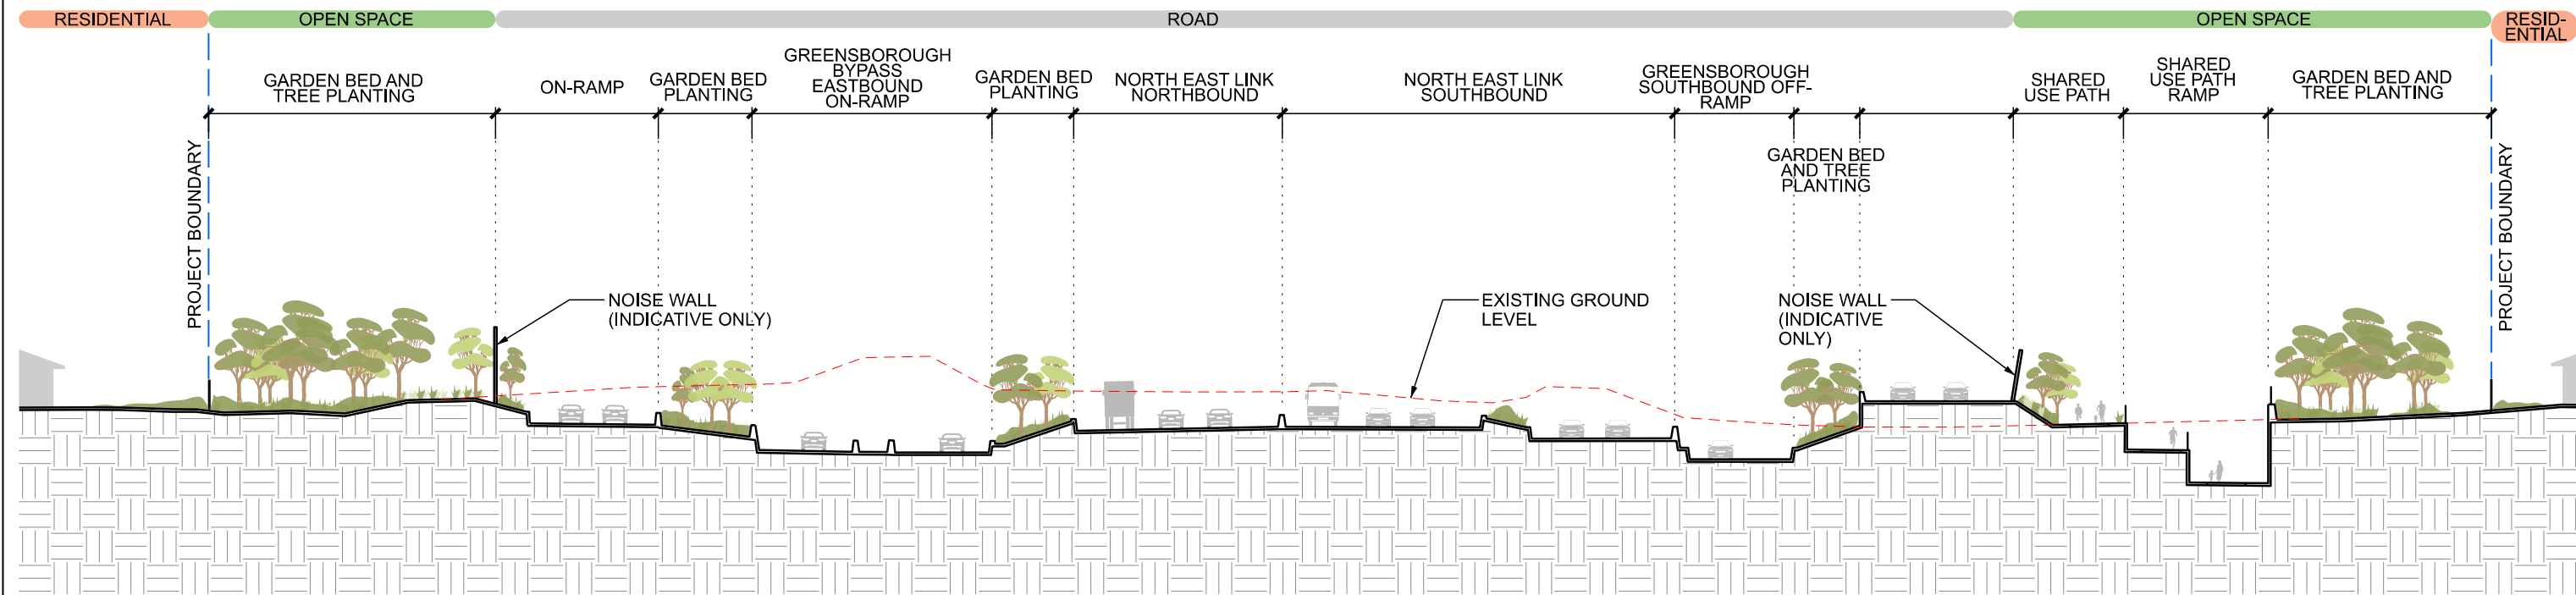 RESIDENTIAL
OPEN SPACE
ROAD
OPEN SPACE
RESID-
ENTIAL
GARDEN BED AND
TREE PLANTING
ON-RAMP
GARDEN BED
PLANTING
GREENSBOROUGH
BYPASS
EASTBOUND
ON-RAMP
GARDEN BED
PLANTING
NORTH EAST LINK
NORTHBOUND
NORTH EAST LINK
SOUTHBOUND
GREENSBOROUGH
SOUTHBOUND OFF-
RAMP
GARDEN BED
AND TREE
PLANTING
SHARED
USE PATH
SHARED
USE PATH
RAMP
GARDEN BED AND
TREE PLANTING
PROJECT BOUNDARY
NOISE WALL
(INDICATIVE ONLY)
EXISTING GROUND
LEVEL
NOISE WALL
(INDICATIVE
ONLY)
PROJECT BOUNDARY